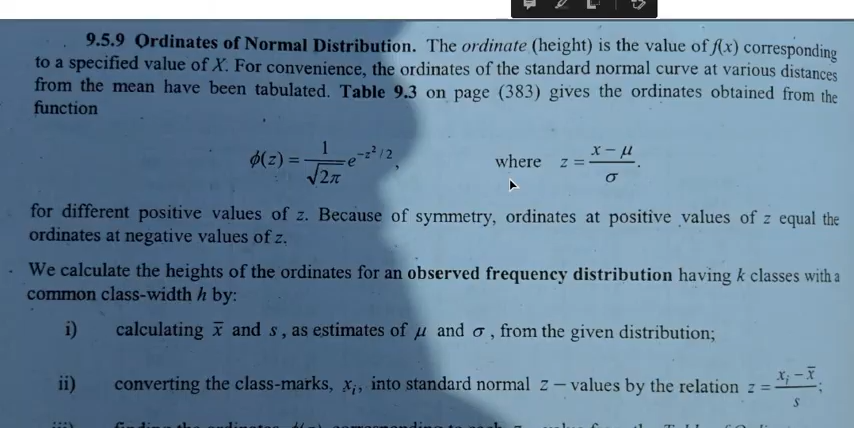 9.5.9 Ordinates of Normal Distribution. The ordinate (height) is the value of f(x) corresponding
to a specified value of X. For convenience, the ordinates of the standard normal curve at various distances
from the mean have been tabulated. Table 9.3 on page (383) gives the ordinates obtained from the
function
ϕ(z) = 1/√2π e^(-z²/2), where z = (x − μ)/σ.
for different positive values of z. Because of symmetry, ordinates at positive values of z equal the
ordinates at negative values of z.
We calculate the heights of the ordinates for an observed frequency distribution having k classes with a
common class-width h by:
i) calculating x̅ and s, as estimates of μ and σ, from the given distribution;
ii) converting the class-marks, xᵢ, into standard normal z – values by the relation z = (xᵢ − x̅)/s;